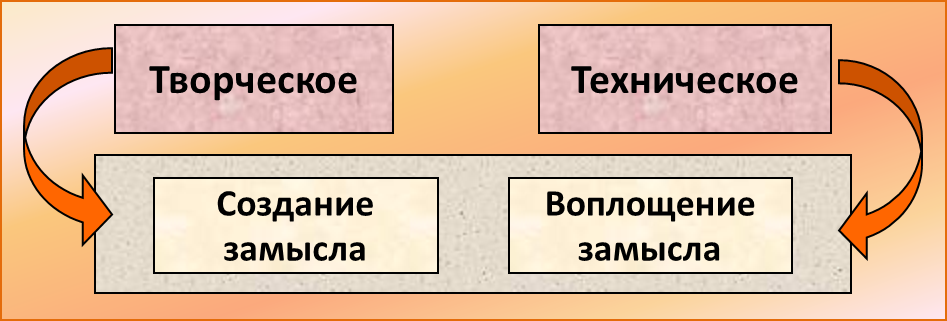 Творческое
Техническое
Создание
замысла
Воплощение
замысла